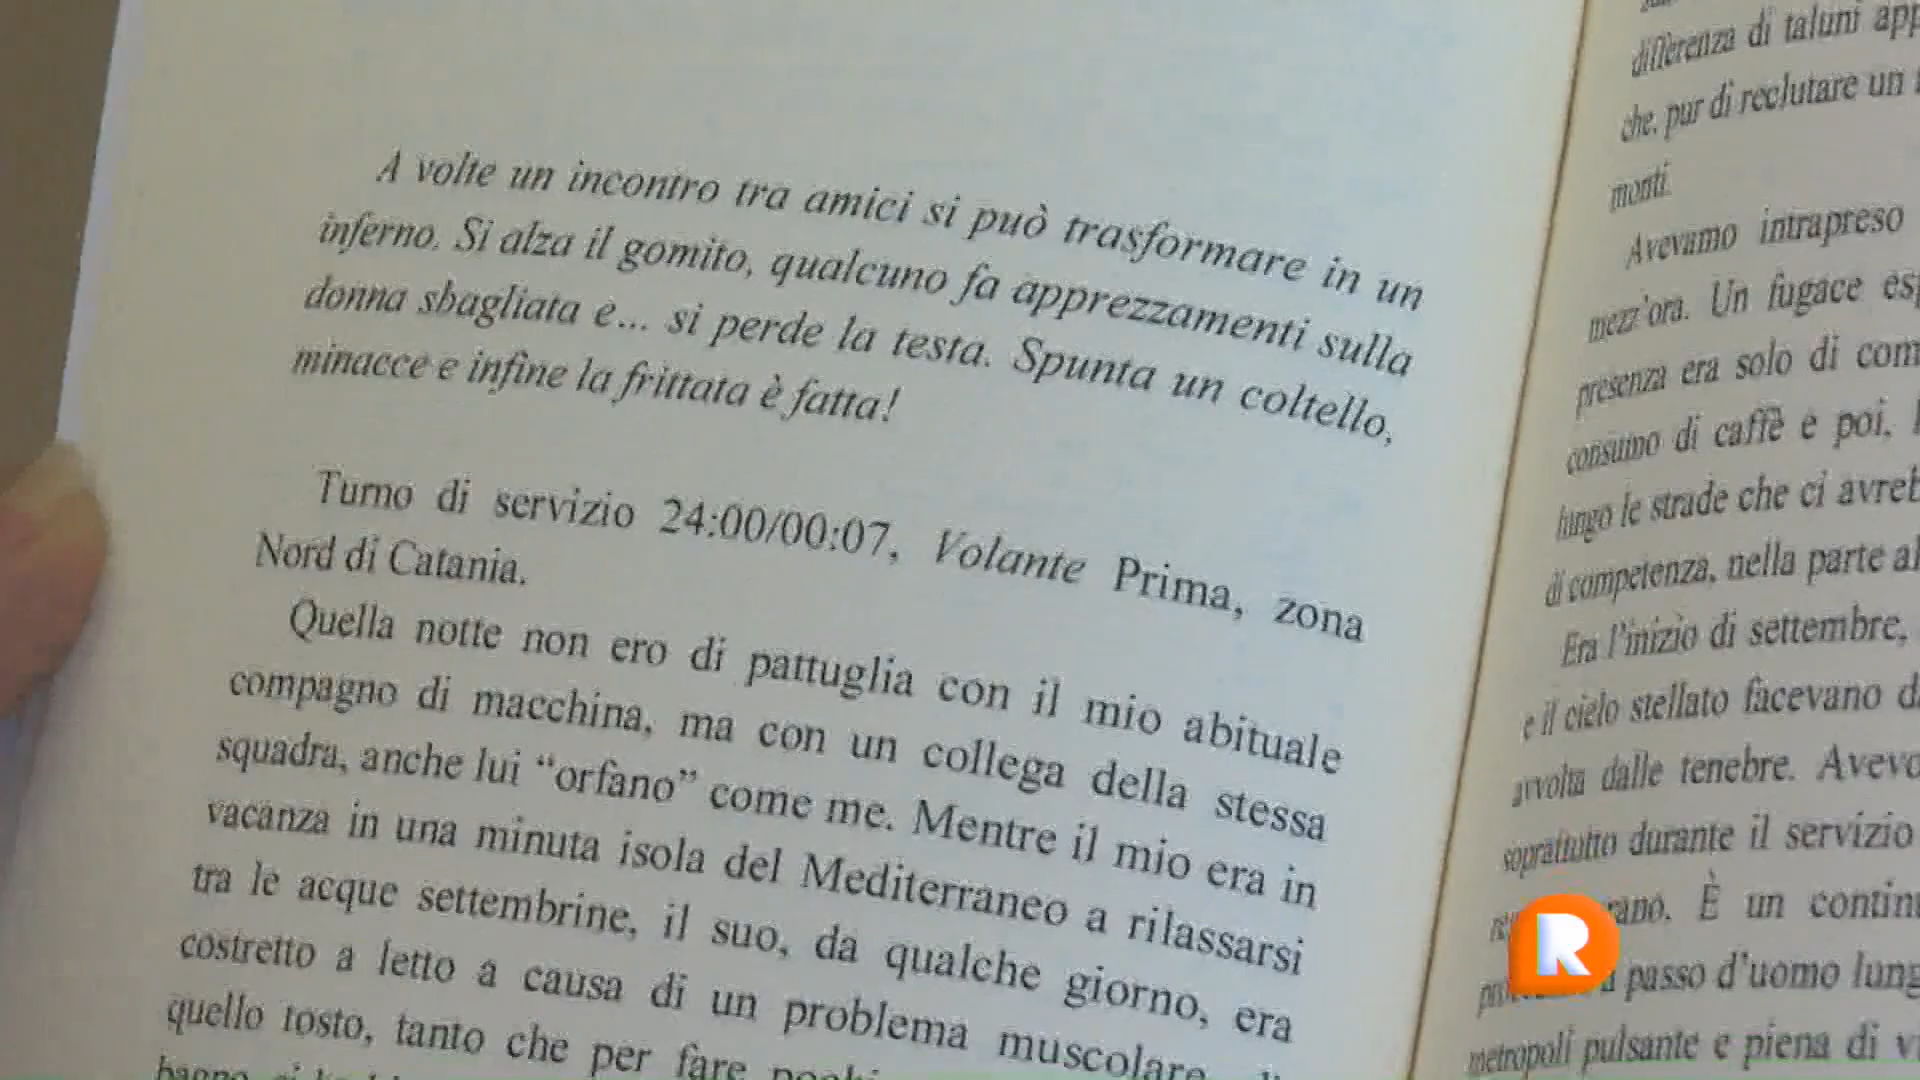 A volte un incontro tra amici si può trasformare in un
inferno. Si alza il gomito, qualcuno fa apprezzamenti sulla
donna sbagliata e... si perde la testa. Spunta un coltello,
minacce e infine la frittata è fatta!
Turno di servizio 24:00/00:07, Volante Prima, zona
Nord di Catania.
Quella notte non ero di pattuglia con il mio abituale
compagno di macchina, ma con un collega della stessa
squadra, anche lui “orfano” come me. Mentre il mio era in
vacanza in una minuta isola del Mediterraneo a rilassarsi
tra le acque settembrine, il suo, da qualche giorno, era
costretto a letto a causa di un problema muscolare di
quello tosto, tanto che per fare pochi
differenza di taluni
che, pur di reclutare un
monti.
Avevamo intrapreso
mezz'ora. Un fugace
presenza era solo di
consumo di caffè e poi.
lungo le strade che ci
di competenza, nella parte
Era l'inizio di settembre,
e il cielo stellato facevano
avvolta dalle tenebre.
soprattutto durante il servizio
È un
passo d'uomo
metropoli pulsante e piena di
R